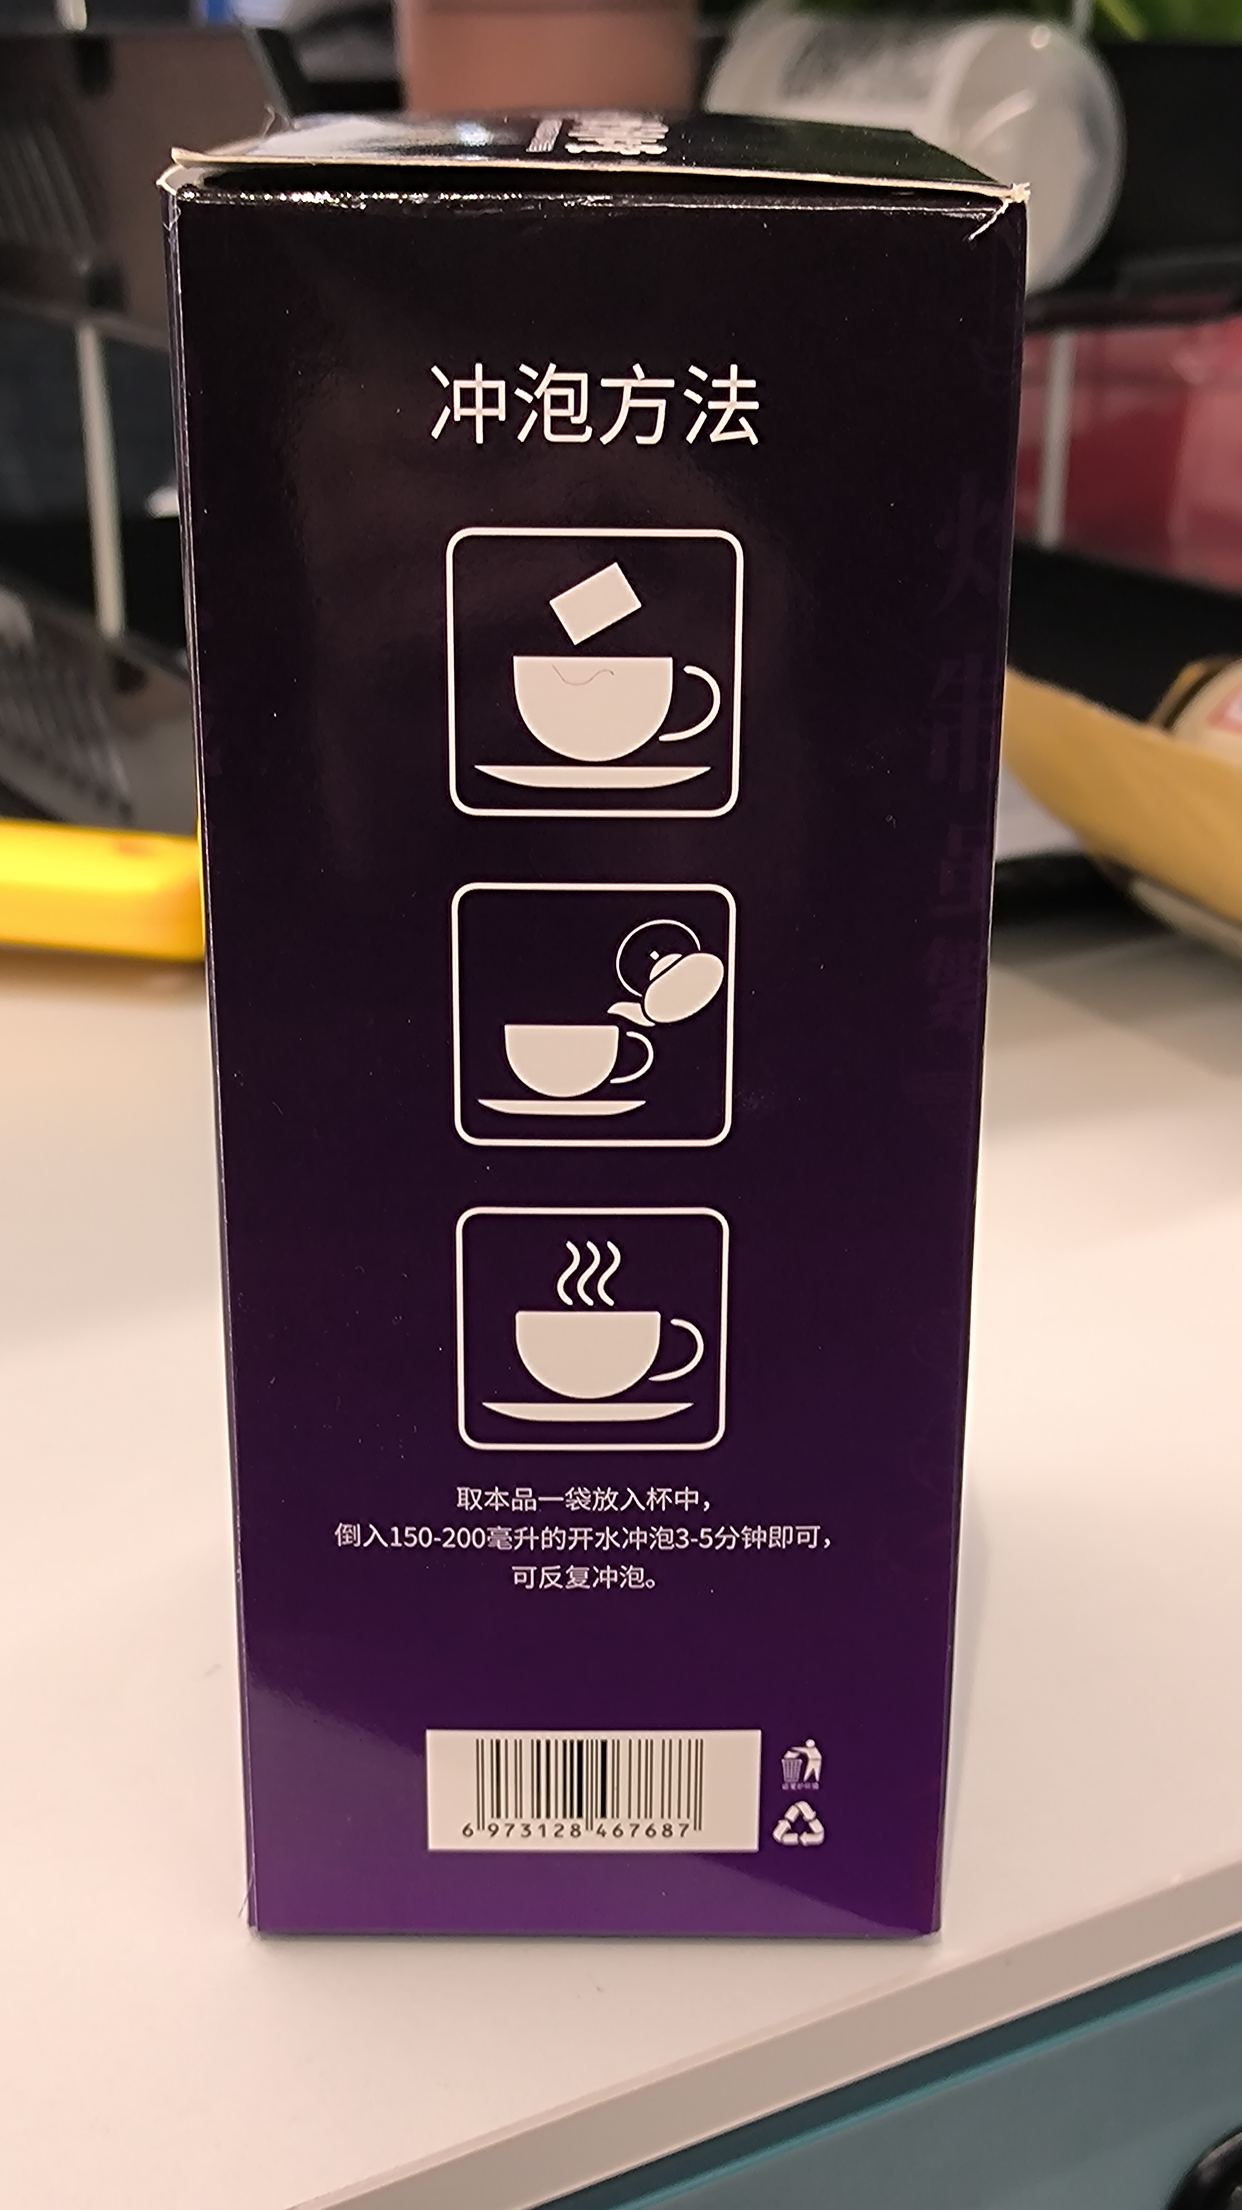 冲泡方法
取本品一袋放入杯中，
倒入150-200毫升的开水冲泡3-5分钟即可，
可反复冲泡。
6 973128 467687